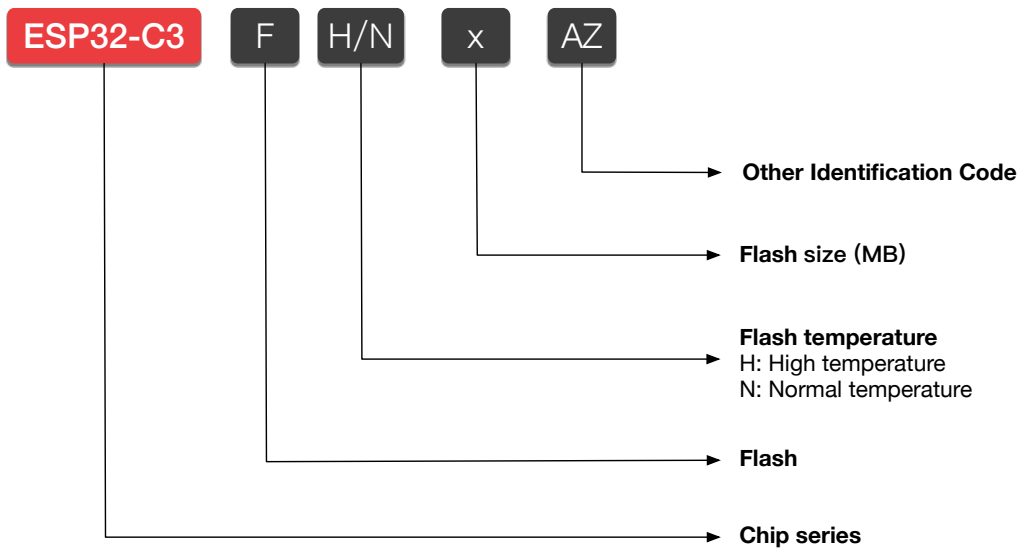 ESP32-C3 F H/N x AZ
Other Identification Code
Flash size (MB)
Flash temperature
H: High temperature
N: Normal temperature
Flash
Chip series